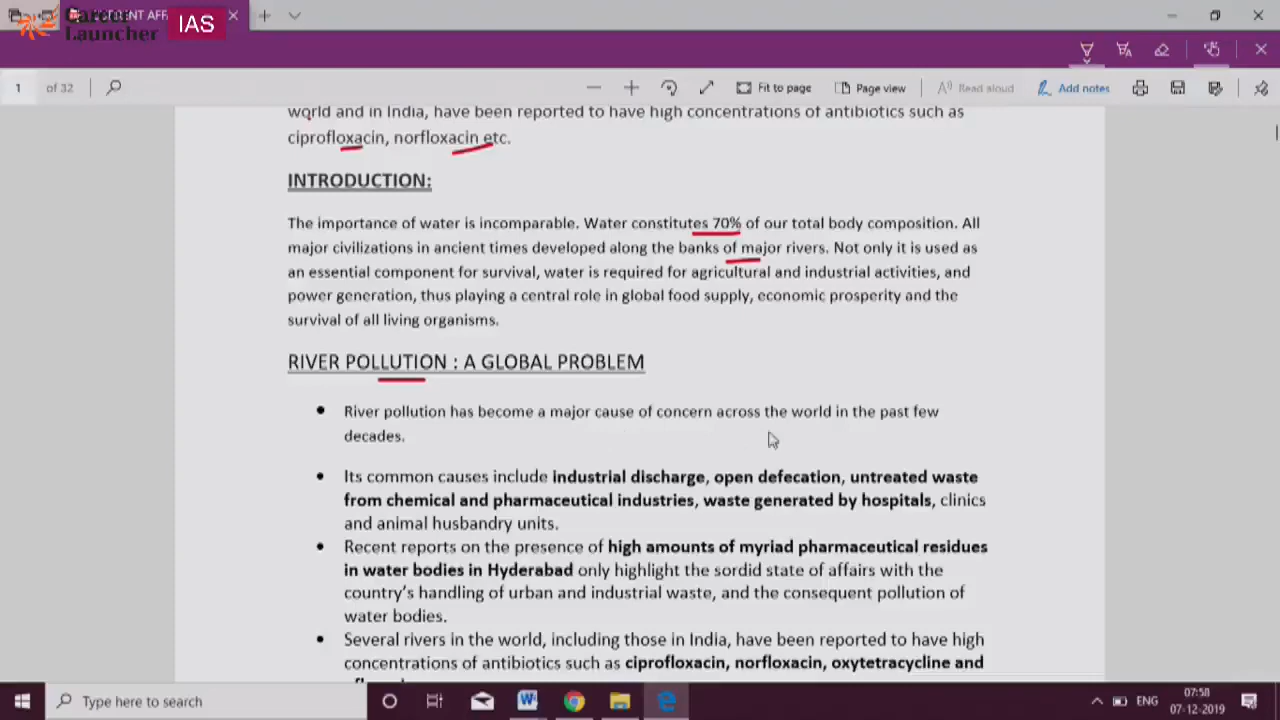 Career
Launcher
IAS
CURRENT AFF
1 of 32
Fit to page
Page view
Read aloud
Add notes
world and in India, have been reported to have high concentrations of antibiotics such as
ciprofloxacin, norfloxacin etc.
INTRODUCTION:
The importance of water is incomparable. Water constitutes 70% of our total body composition. All
major civilizations in ancient times developed along the banks of major rivers. Not only it is used as
an essential component for survival, water is required for agricultural and industrial activities, and
power generation, thus playing a central role in global food supply, economic prosperity and the
survival of all living organisms.
RIVER POLLUTION : A GLOBAL PROBLEM
River pollution has become a major cause of concern across the world in the past few
decades.
Its common causes include industrial discharge, open defecation, untreated waste
from chemical and pharmaceutical industries, waste generated by hospitals, clinics
and animal husbandry units.
Recent reports on the presence of high amounts of myriad pharmaceutical residues
in water bodies in Hyderabad only highlight the sordid state of affairs with the
country's handling of urban and industrial waste, and the consequent pollution of
water bodies.
Several rivers in the world, including those in India, have been reported to have high
concentrations of antibiotics such as ciprofloxacin, norfloxacin, oxytetracycline and
Type here to search
ENG
07:58
07-12-2019